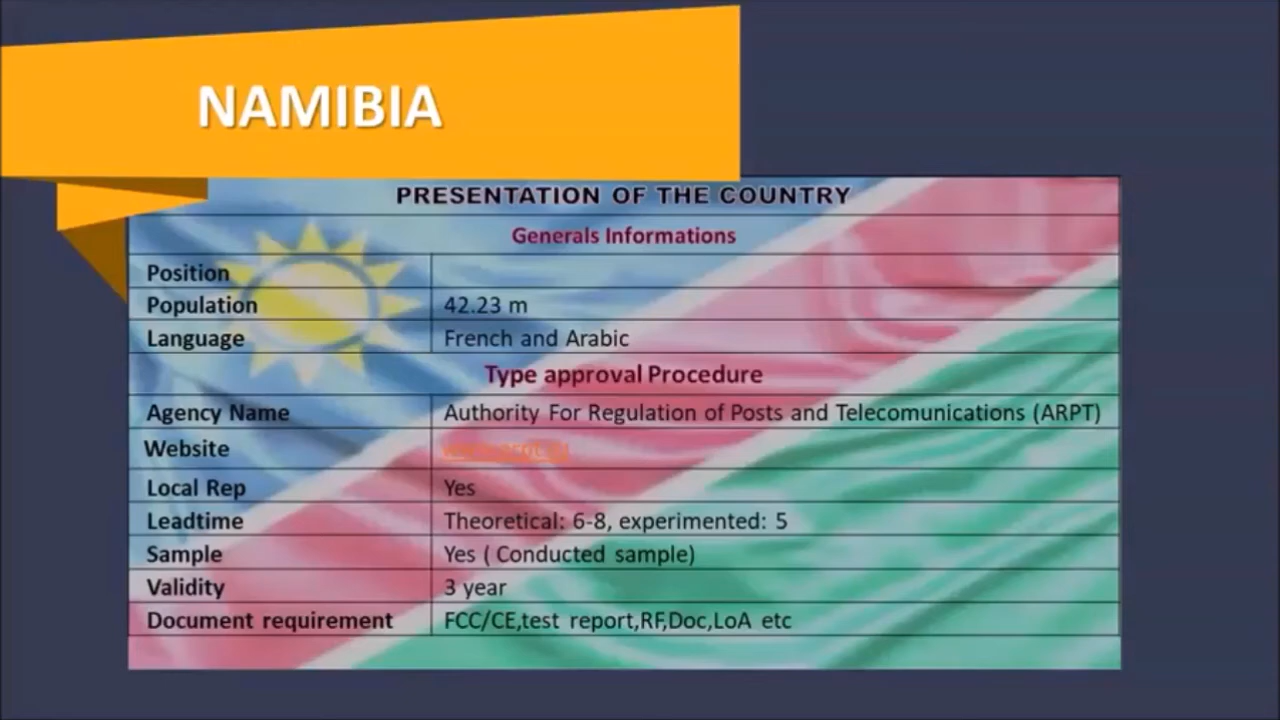 NAMIBIA
PRESENTATION OF THE COUNTRY
Generals Informations
Position
Population 42.23 m
Language French and Arabic
Type approval Procedure
Agency Name Authority For Regulation of Posts and Telecomunications (ARPT)
Website
Local Rep Yes
Leadtime Theoretical: 6-8, experimented: 5
Sample Yes ( Conducted sample)
Validity 3 year
Document requirement FCC/CE,test report,RF,Doc,LoA etc